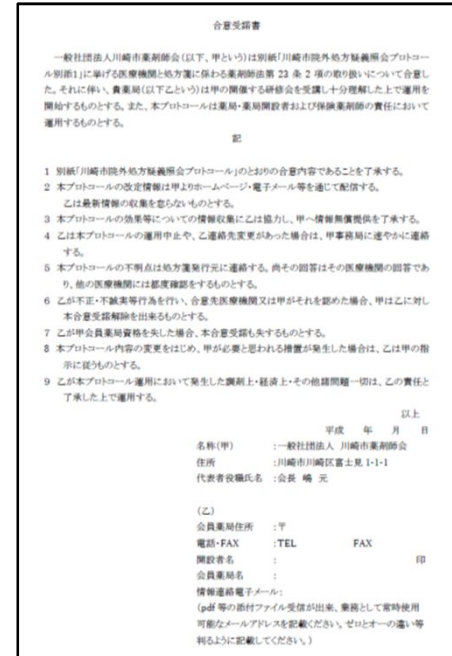 合意受諾書
一般社団法人川崎市薬剤師会(以下、甲という)は別紙「川崎市院外処方疑義照会プロトコー
ル別添1」に挙げる医療機関と処方箋に係わる薬剤師法第 23 条 2 項の取り扱いについて合意し
た。それに伴い、貴薬局(以下乙という)は甲の開催する研修会を受講し十分理解した上で運用を
開始するものとする。また、本プロトコールは薬局・薬局開設者および保険薬剤師の責任において
運用するものとする。
記
1 別紙「川崎市院外処方疑義照会プロトコール」のとおりの合意内容であることを了承する。
2 本プロトコールの改定情報は甲よりホームページ・電子メール等を通じて配信する。
乙は最新情報の収集を怠らないものとする。
3 本プロトコールの効果等についての情報収集に乙は協力し、甲へ情報無償提供を了承する。
4 乙は本プロトコールの運用中止や、乙連絡先変更があった場合は、甲事務局に速やかに連絡
する。
5 本プロトコールの不明点は処方箋発行元に連絡する。尚その回答はその医療機関の回答であ
り、他の医療機関には都度確認をするものとする。
6 乙が不正・不誠実等行為を行い、合意先医療機関又は甲がそれを認めた場合、甲は乙に対し
本合意受諾解除を出来るものとする。
7 乙が甲会員薬局資格を失した場合、本合意受諾も失するものとする。
8 本プロトコール内容の変更をはじめ、甲が必要と思われる措置が発生した場合は、乙は甲の指
示に従うものとする。
9 乙が本プロトコール運用において発生した調剤上・経済上・その他諸問題一切は、乙の責任と
了承した上で運用する。
以上
平成 年 月 日
名称(甲) :一般社団法人 川崎市薬剤師会
住所 :川崎市川崎区富士見 1-1-1
代表者役職氏名 :会長 嶋 元
(乙)
会員薬局住所 :〒
電話・FAX :TEL FAX
開設者名 : 印
会員薬局名 :
情報連絡電子メール:
(pdf 等の添付ファイル受信が出来、業務として常時使用
可能なメールアドレスを記載ください。ゼロとオーの違い等
判るように記載してください。)